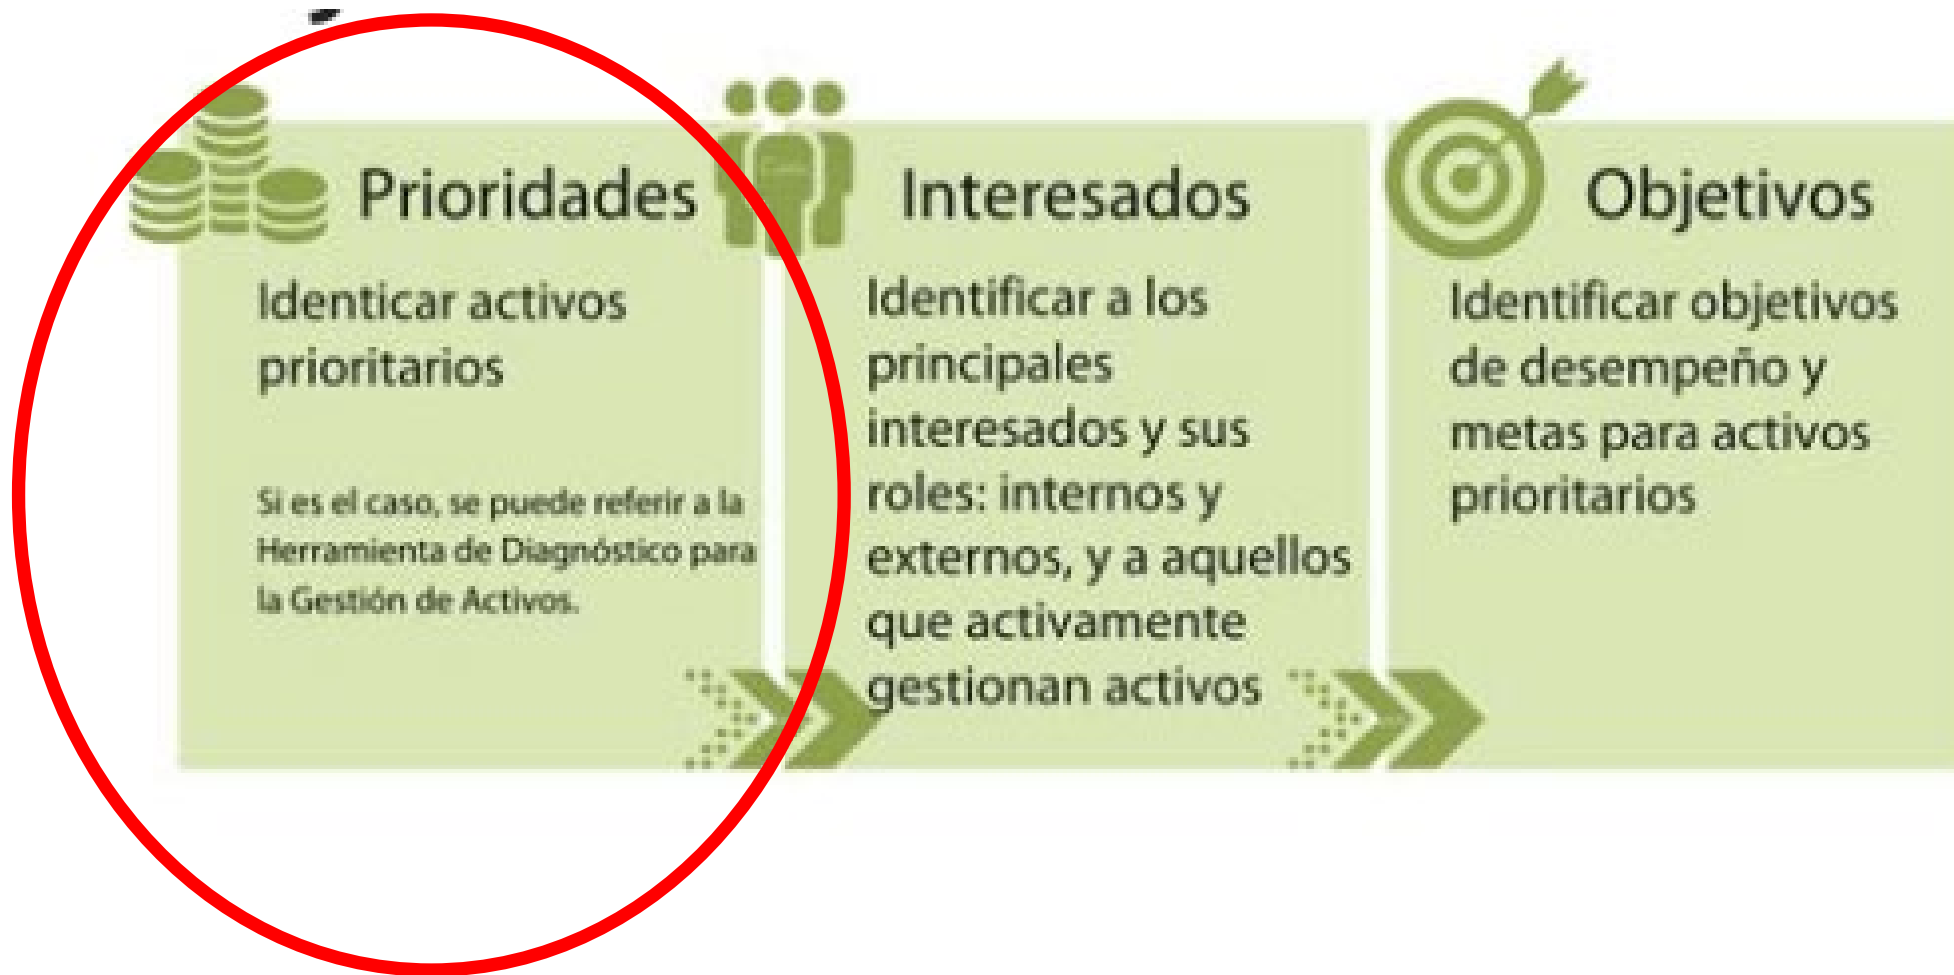 Prioridades
Identicar activos
prioritarios
Si es el caso, se puede referir a la
Herramienta de Diagnóstico para
la Gestión de Activos.
Interesados
Identificar a los
principales
interesados y sus
roles: internos y
externos, y a aquellos
que activamente
gestionan activos
Objetivos
Identificar objetivos
de desempeño y
metas para activos
prioritarios